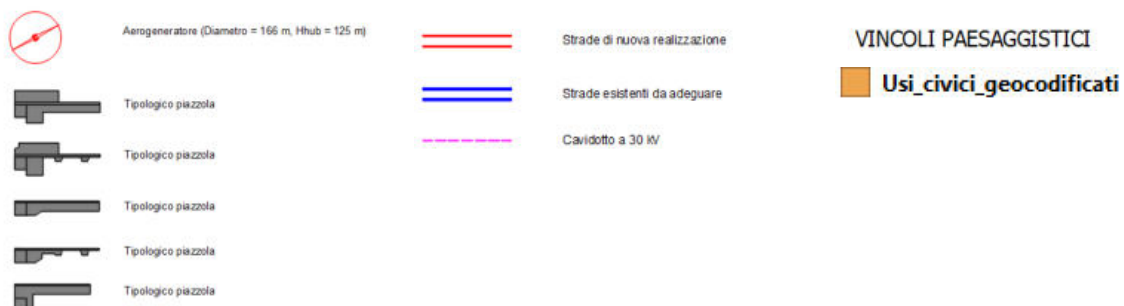 Aerogeneratore (Diametro = 166 m, Hhub = 125 m)
Tipologico piazzola
Tipologico piazzola
Tipologico piazzola
Tipologico piazzola
Tipologico piazzola
Strade di nuova realizzazione
Strade esistenti da adeguare
Cavidotto a 30 kV
VINCOLI PAESAGGISTICI
Usi_civici_geocodificati